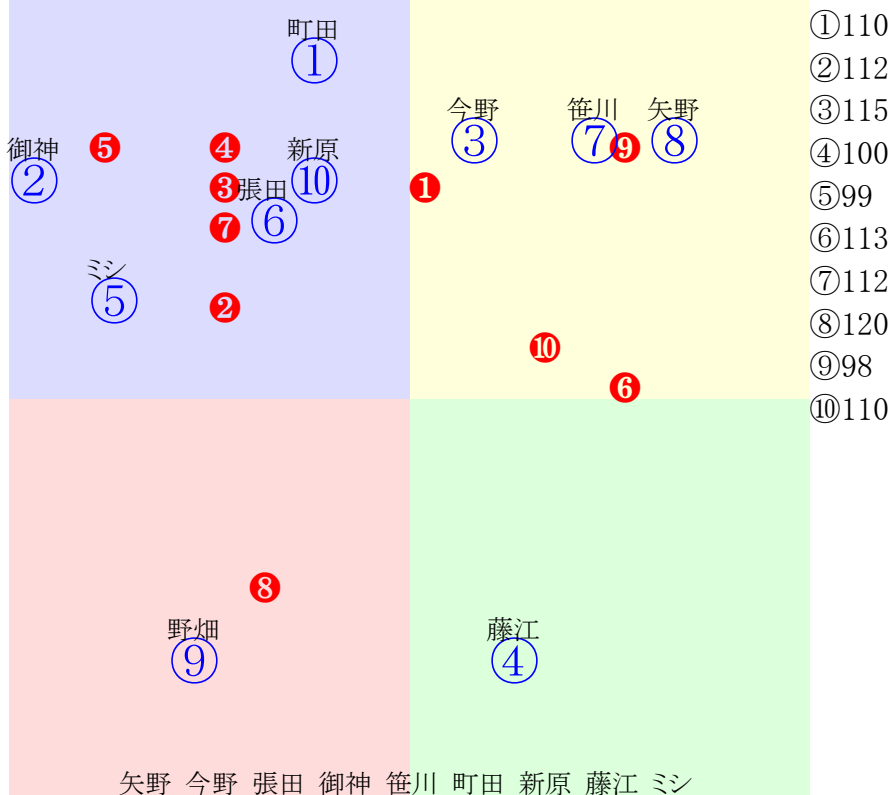 町田
①
今野
笹川
矢野
③
⑦
❾
⑧
御神
❺
❹
新原
②
❸
張田
⑩
❶
⑥
❼
ミシ
⑤
❷
❿
❻
❽
野畑
⑨
藤江
④
矢野 今野 張田 御神 笹川 町田 新原 藤江 ミシ
①110
②112
③115
④100
⑤99
⑥113
⑦112
⑧120
⑨98
⑩110